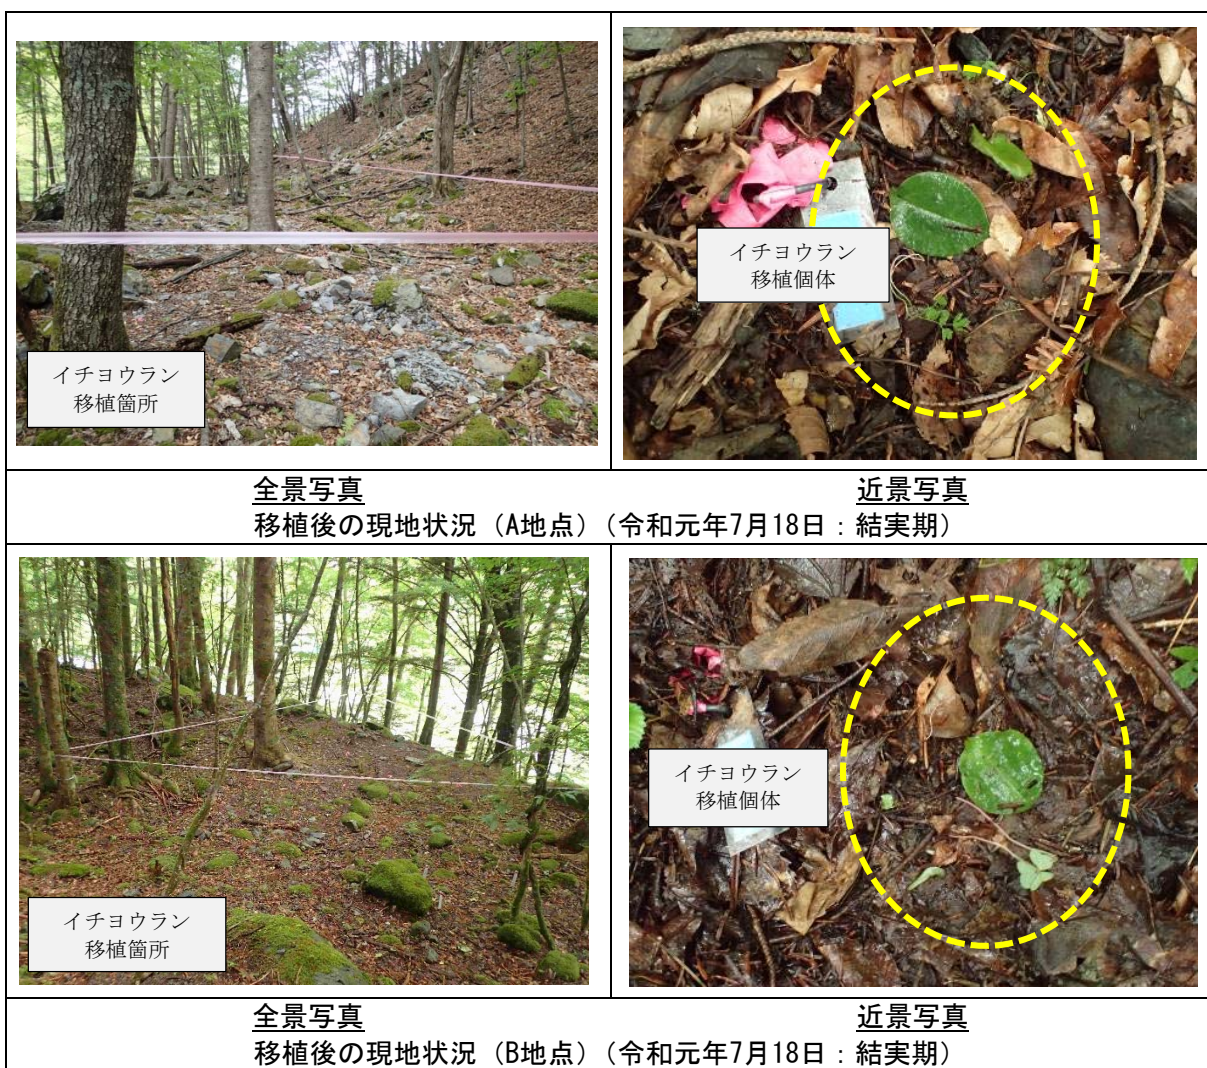 イチヨウラン
移植箇所
イチヨウラン
移植個体
全景写真
近景写真
移植後の現地状況（A地点）（令和元年7月18日：結実期）
イチヨウラン
移植箇所
イチヨウラン
移植個体
全景写真
近景写真
移植後の現地状況（B地点）（令和元年7月18日：結実期）